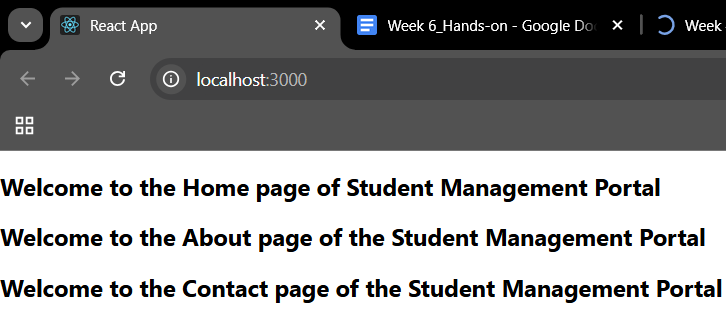 React App
Week 6_Hands-on - Google Do
Week
localhost:3000
Welcome to the Home page of Student Management Portal
Welcome to the About page of the Student Management Portal
Welcome to the Contact page of the Student Management Portal